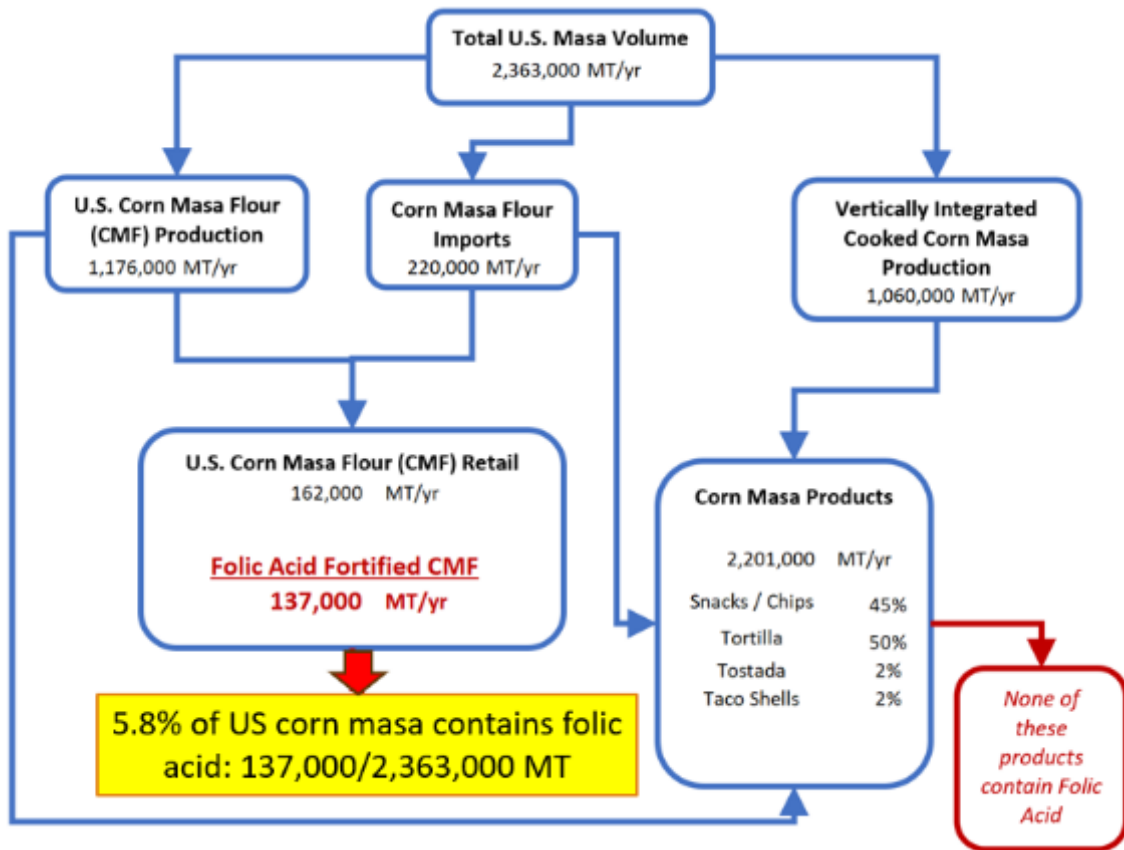 Total U.S. Masa Volume
2,363,000 MT/yr
U.S. Corn Masa Flour
(CMF) Production
1,176,000 MT/yr
Corn Masa Flour
Imports
220,000 MT/yr
Vertically Integrated
Cooked Corn Masa
Production
1,060,000 MT/yr
U.S. Corn Masa Flour (CMF) Retail
162,000 MT/yr
Folic Acid Fortified CMF
137,000 MT/yr
5.8% of US corn masa contains folic
acid: 137,000/2,363,000 MT
Corn Masa Products
2,201,000 MT/yr
Snacks / Chips 45%
Tortilla 50%
Tostada 2%
Taco Shells 2%
None of
these
products
contain Folic
Acid